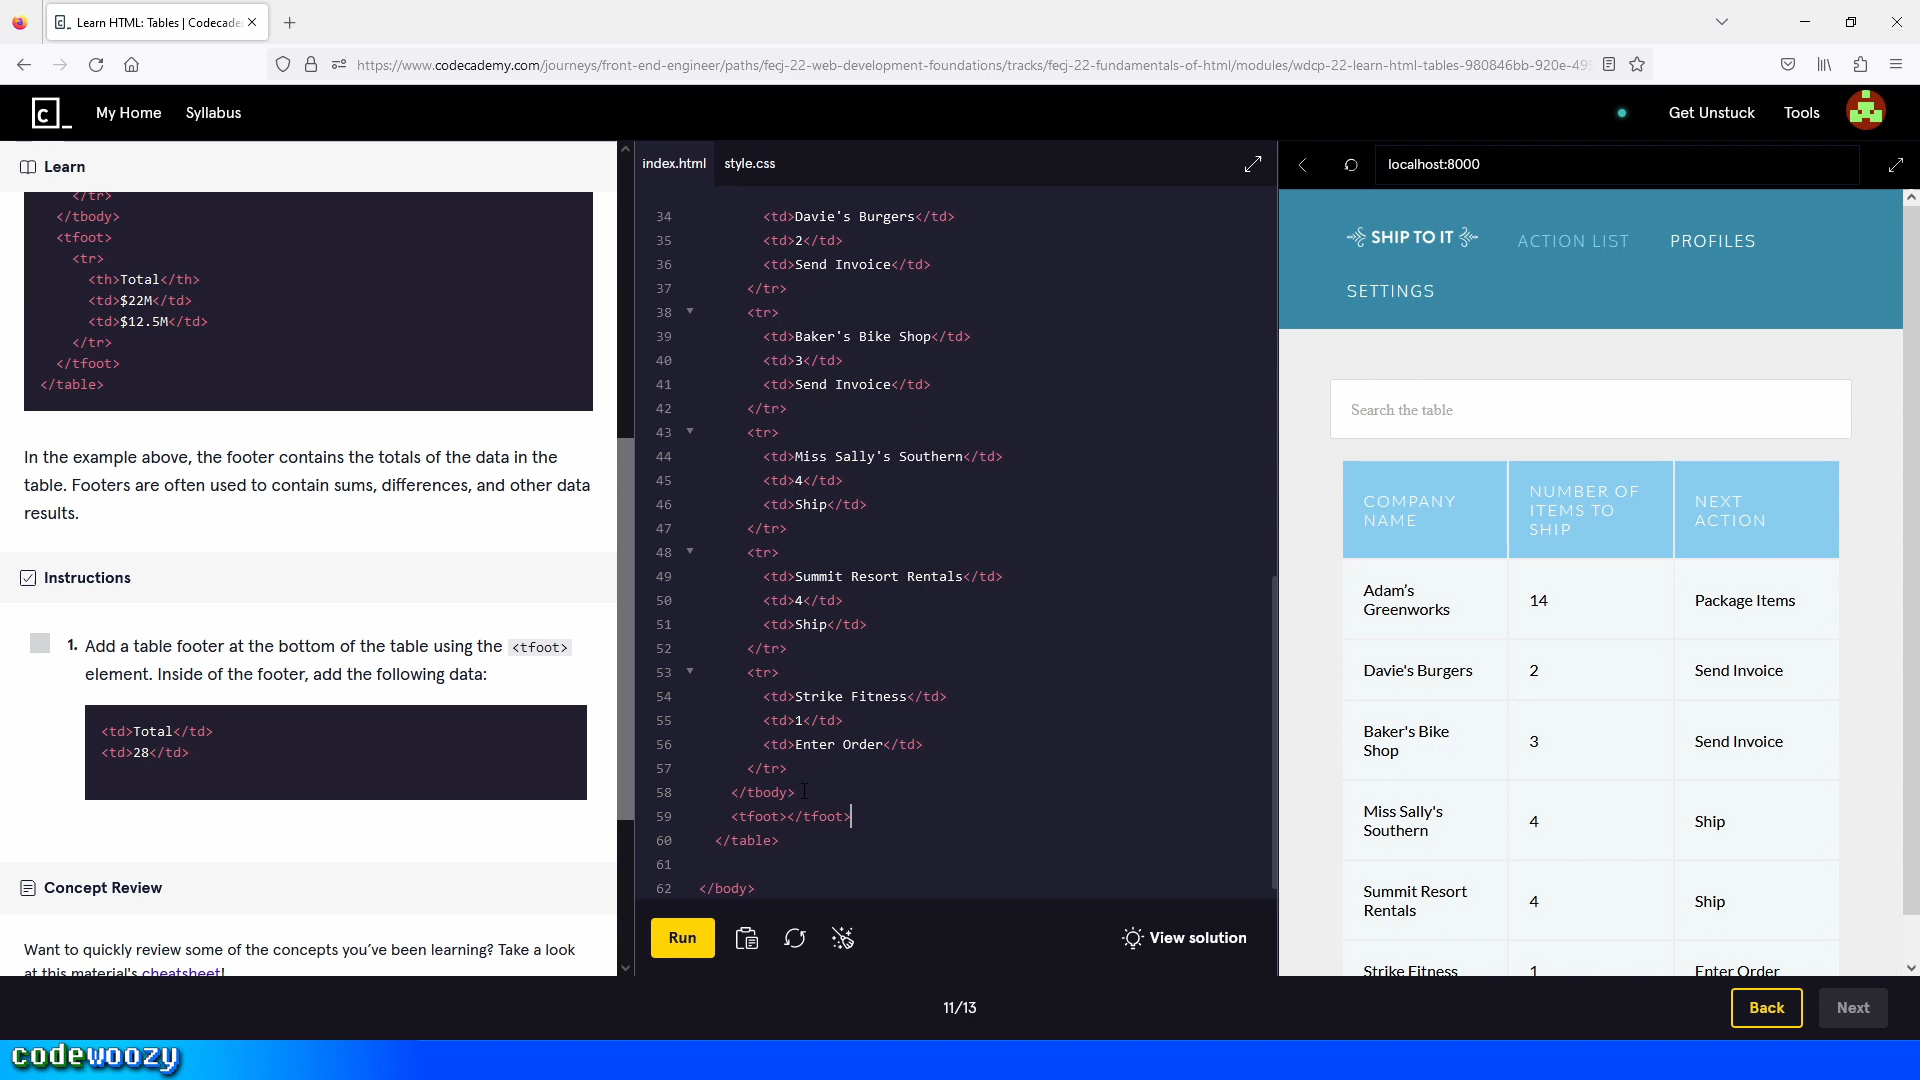 Learn HTML: Tables | Codecade
https://www.codecademy.com/journeys/front-end-engineer/paths/fecj-22-web-development-foundations/tracks/fecj-22-fundamentals-of-html/modules/wdcp-22-learn-html-tables-980846bb-920e-495
My Home
Syllabus
Get Unstuck
Tools
Learn
</tr>
</tbody>
<tfoot>
<tr>
<th>Total</th>
<td>$22M</td>
<td>$12.5M</td>
</tr>
</tfoot>
</table>
In the example above, the footer contains the totals of the data in the
table. Footers are often used to contain sums, differences, and other data
results.
Instructions
1. Add a table footer at the bottom of the table using the <tfoot>
element. Inside of the footer, add the following data:
<td>Total</td>
<td>28</td>
Concept Review
Want to quickly review some of the concepts you've been learning? Take a look
at this material's cheatsheet!
index.html
style.css
34 <td>Davie's Burgers</td>
35 <td>2</td>
36 <td>Send Invoice</td>
37 </tr>
38 <tr>
39 <td>Baker's Bike Shop</td>
40 <td>3</td>
41 <td>Send Invoice</td>
42 </tr>
43 <tr>
44 <td>Miss Sally's Southern</td>
45 <td>4</td>
46 <td>Ship</td>
47 </tr>
48 <tr>
49 <td>Summit Resort Rentals</td>
50 <td>4</td>
51 <td>Ship</td>
52 </tr>
53 <tr>
54 <td>Strike Fitness</td>
55 <td>1</td>
56 <td>Enter Order</td>
57 </tr>
58 </tbody>
59 <tfoot></tfoot>
60 </table>
61
62 </body>
Run
View solution
localhost:8000
SHIP TO IT
ACTION LIST
PROFILES
SETTINGS
Search the table
COMPANY NAME
NUMBER OF ITEMS TO SHIP
NEXT ACTION
Adam's Greenworks
14
Package Items
Davie's Burgers
2
Send Invoice
Baker's Bike Shop
3
Send Invoice
Miss Sally's Southern
4
Ship
Summit Resort Rentals
4
Ship
Strike Fitness
1
Enter Order
11/13
Back
Next
codewoozy